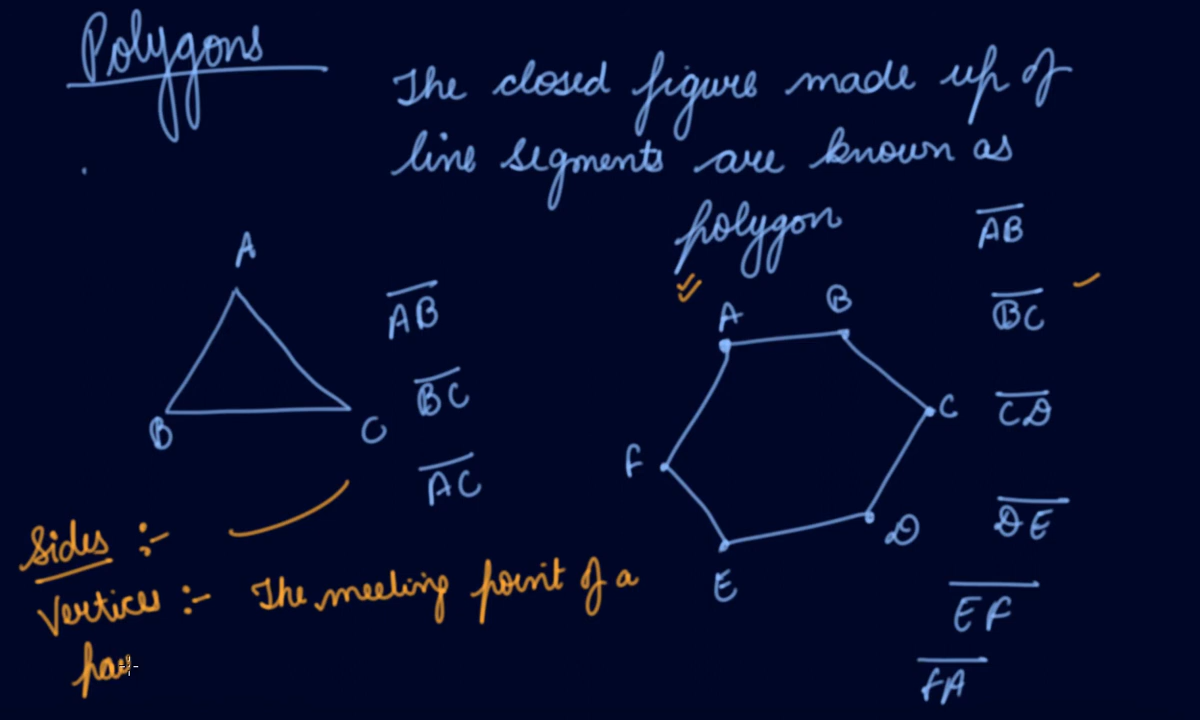 Polygons
The closed figure made up of
line segments are known as
polygon
A
B
C
AB
BC
AC
A
B
C
D
E
F
AB
BC
CD
DE
EF
FA
Sides :-
Vertices :- The meeting point of a